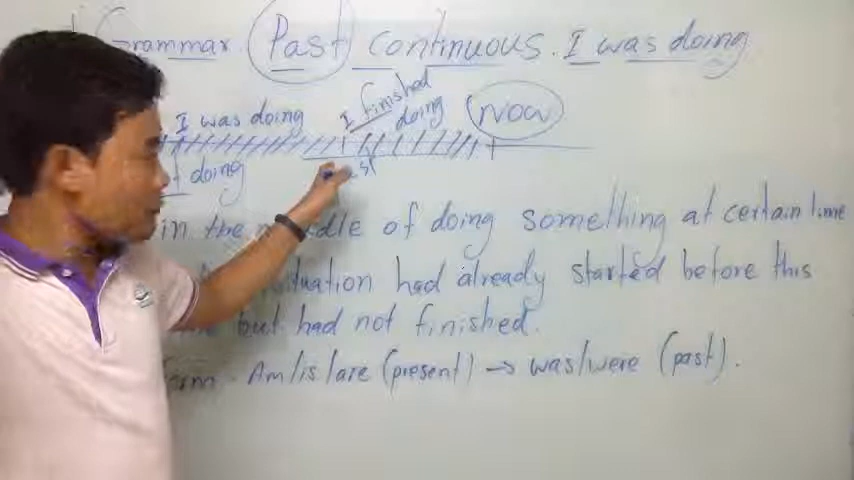 Grammar. Past continuous. I was doing
I was doing I finished doing Now
doing
in the middle of doing something at certain time
situation had already started before this
but had not finished.
Form. Am/is/are (present) → was/were (past).